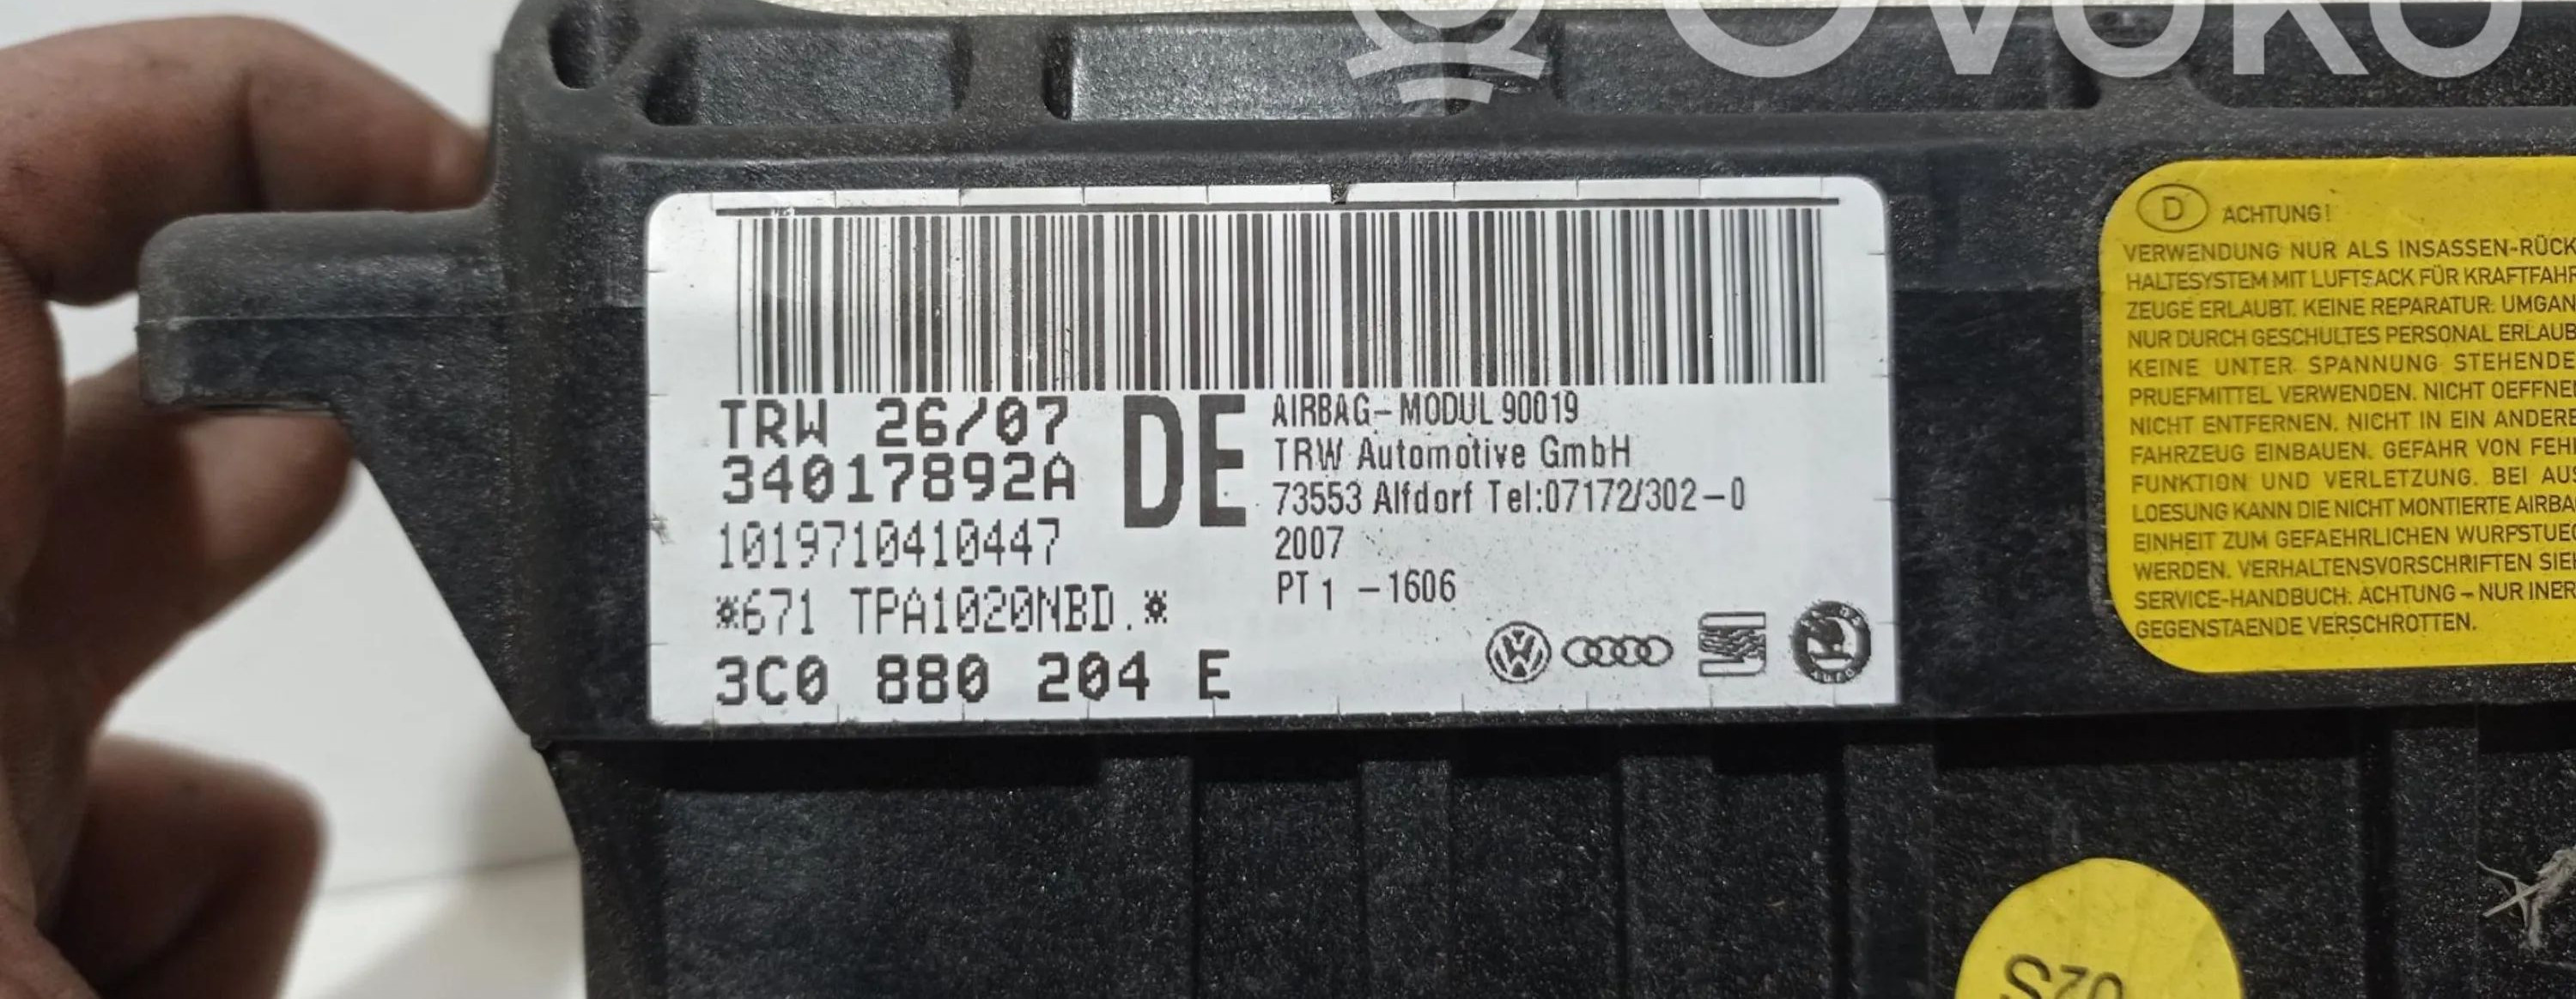 OVOKO
TRW 26/07
34017892A
1019710410447
*671 TPA1020NBD.*
3C0 880 204 E
DE
AIRBAG-MODUL 90019
TRW Automotive GmbH
73553 Alfdorf Tel:07172/302-0
2007
PT 1 -1606
D ACHTUNG!
VERWENDUNG NUR ALS INSASSEN-RÜCK
HALTESYSTEM MIT LUFTSACK FÜR KRAFTFAHR
ZEUGE ERLAUBT. KEINE REPARATUR. UMGAN
NUR DURCH GESCHULTES PERSONAL ERLAUB
KEINE UNTER SPANNUNG STEHENDE
PRUEFMITTEL VERWENDEN. NICHT OEFFNE
NICHT ENTFERNEN. NICHT IN EIN ANDERE
FAHRZEUG EINBAUEN. GEFAHR VON FEH
FUNKTION UND VERLETZUNG. BEI AUS
LOESUNG KANN DIE NICHT MONTIERTE AIRBA
EINHEIT ZUM GEFAEHRLICHEN WURFSTUE
WERDEN. VERHALTENSVORSCHRIFTEN SIE
SERVICE-HANDBUCH. ACHTUNG - NUR INER
GEGENSTAENDE VERSCHROTTEN.